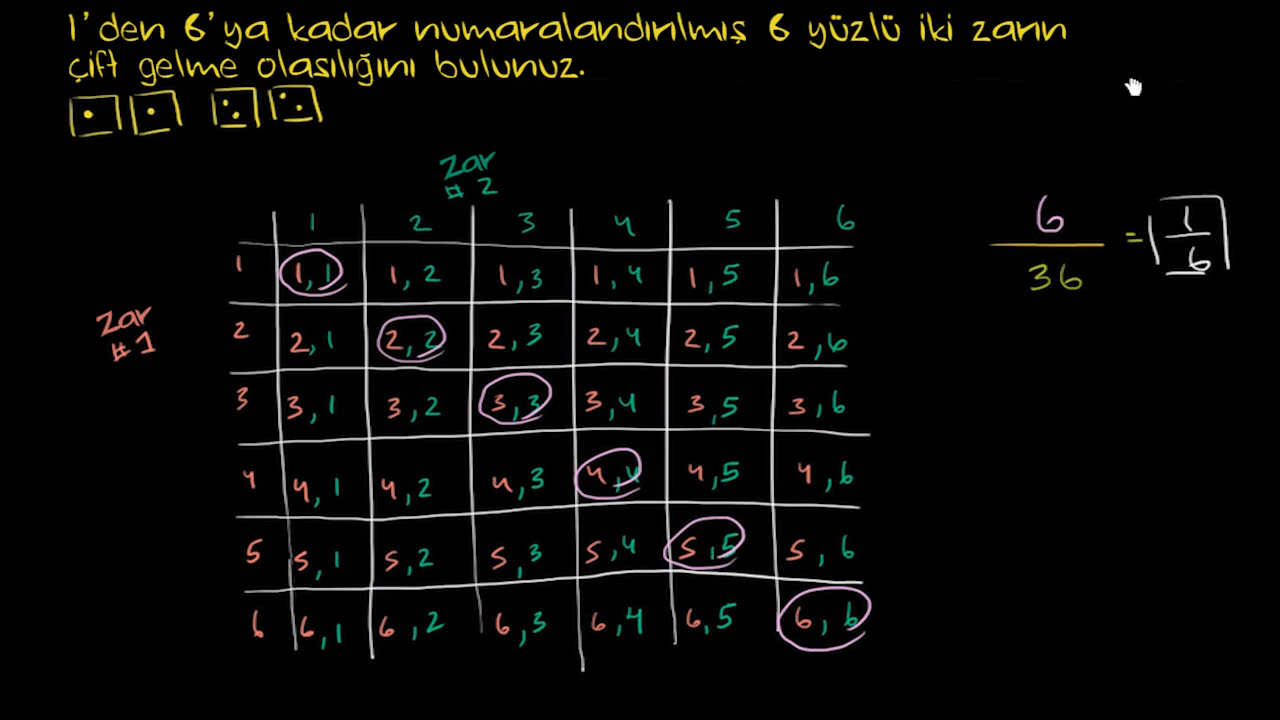 1'den 6'ya kadar numaralandırılmış 6 yüzlü iki zarın
çift gelme olasılığını bulunuz.
Zar
# 2
1 2 3 4 5 6
1 1,1 1,2 1,3 1,4 1,5 1,6
Zar
# 1
2 2,1 2,2 2,3 2,4 2,5 2,6
3 3,1 3,2 3,3 3,4 3,5 3,6
4 4,1 4,2 4,3 4,4 4,5 4,6
5 5,1 5,2 5,3 5,4 5,5 5,6
6 6,1 6,2 6,3 6,4 6,5 6,6
6/36 = 1/6